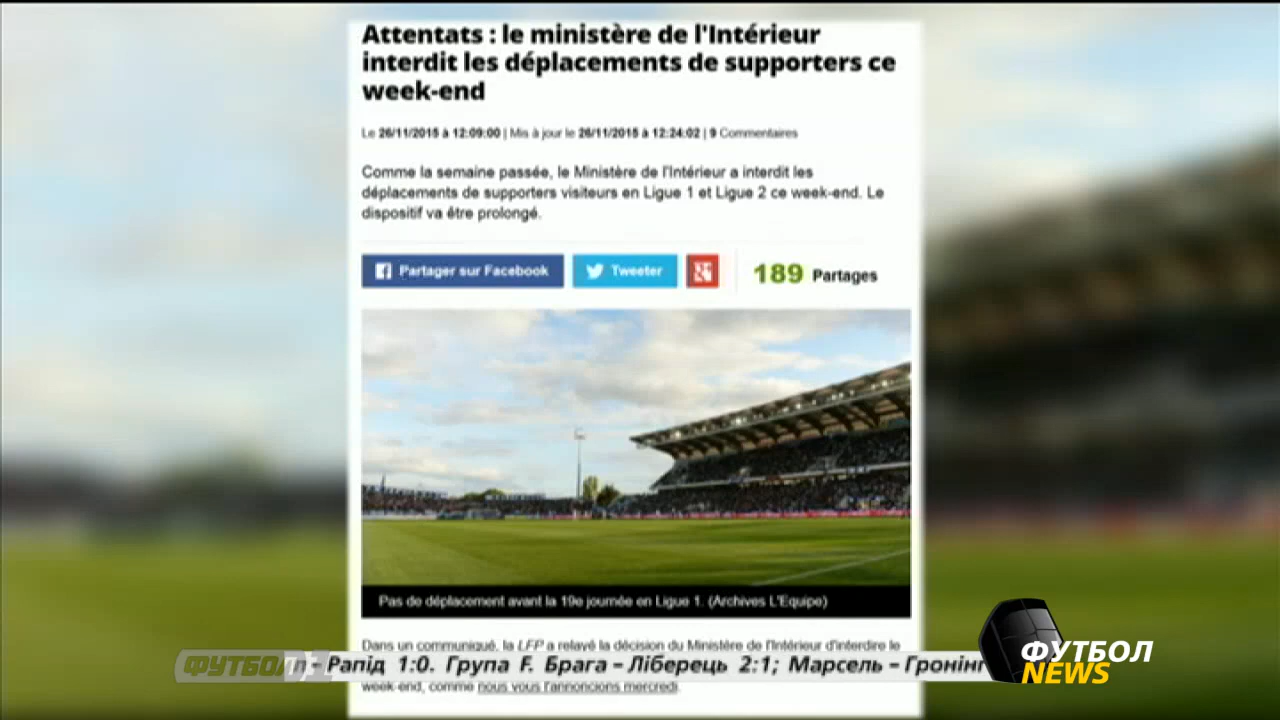 Attentats : le ministère de l'Intérieur
interdit les déplacements de supporters ce
week-end
Le 26/11/2015 à 12:09:00 | Mis à jour le 26/11/2015 à 12:24:02 | 9 Commentaires
Comme la semaine passée, le Ministère de l'Intérieur a interdit les
déplacements de supporters visiteurs en Ligue 1 et Ligue 2 ce week-end. Le
dispositif va être prolongé.
Partager sur Facebook Tweeter 189 Partages
Pas de déplacement avant la 19e journée en Ligue 1. (Archives L'Equipe)
Dans un communiqué, la LFP a relayé la décision du Ministère de l'Intérieur d'interdire le
ФУТБОЛ – Рапід 1:0. Група F. Брага – Ліберець 2:1; Марсель – Гронінг
week-end, comme nous vous l'annoncions mercredi.
ФУТБОЛ
NEWS